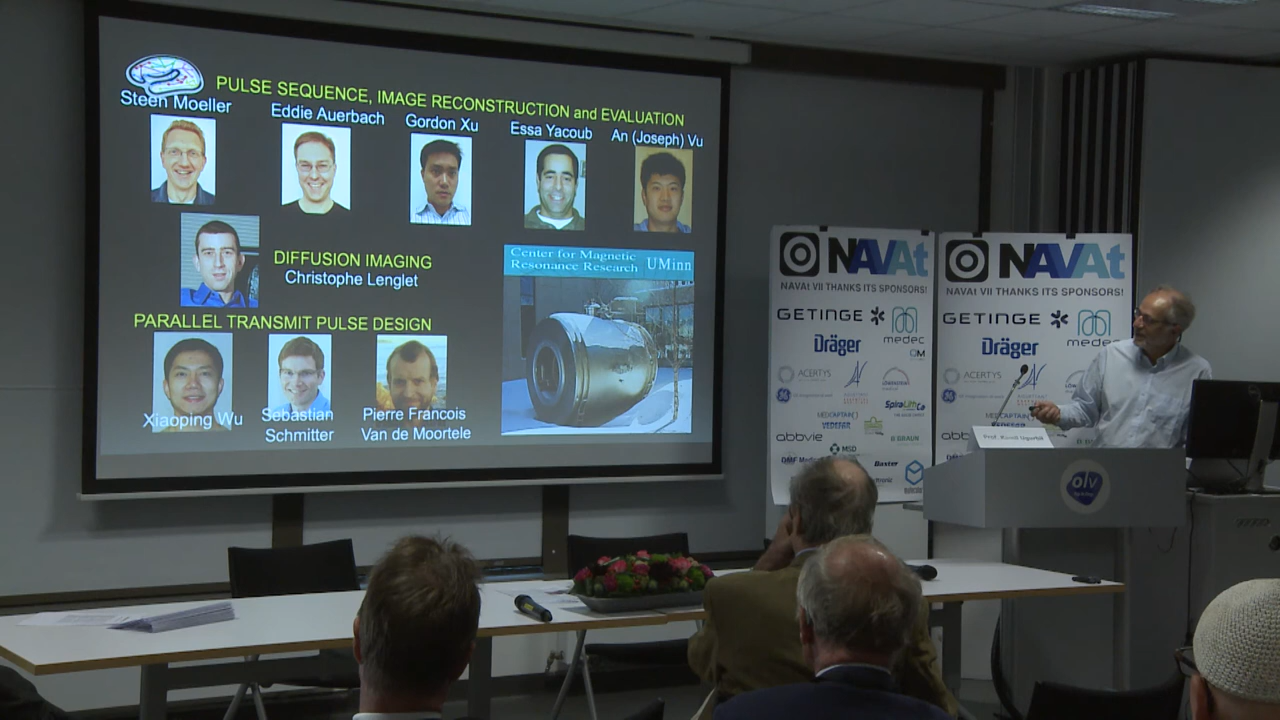 PULSE SEQUENCE, IMAGE RECONSTRUCTION and EVALUATION
Steen Moeller
Eddie Auerbach
Gordon Xu
Essa Yacoub
An (Joseph) Vu
DIFFUSION IMAGING
Christophe Lenglet
PARALLEL TRANSMIT PULSE DESIGN
Xiaoping Wu
Sebastian
Schmitter
Pierre Francois
Van de Moortele
Center for Magnetic
Resonance Research
UMinn
NAVAt
NAVAt VII THANKS ITS SPONSORS!
GETINGE
medec
Dräger
ACERTYS
abbvie
MSD
B BRAUN
Baxter
NAVAt
NAVAt VII THANKS ITS SPONSORS!
GETINGE
medec
Dräger
ACERTYS
olv